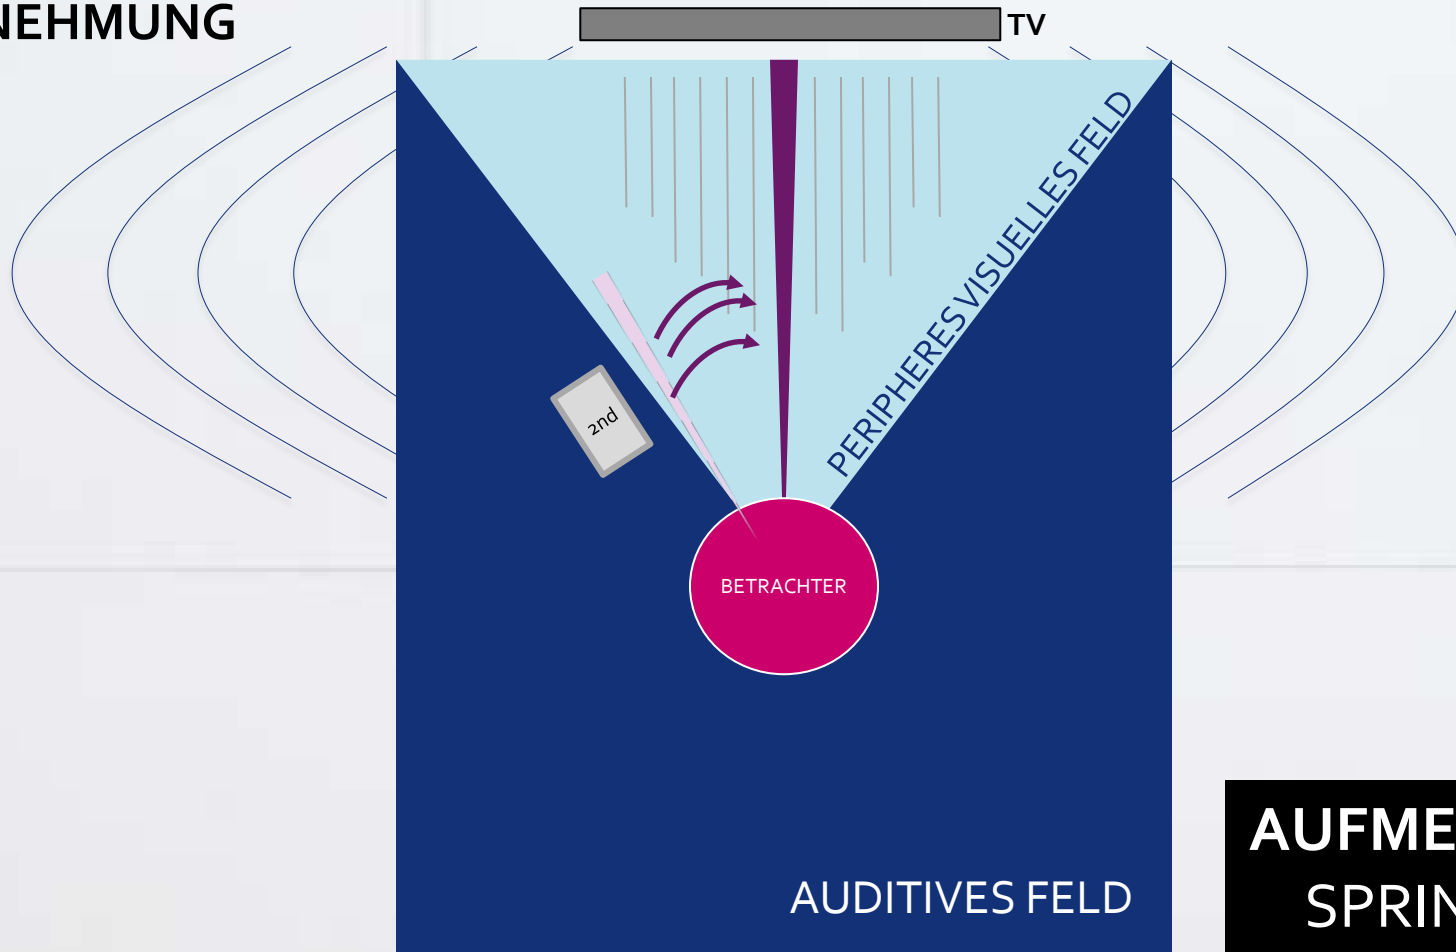 NEHMUNG
TV
PERIPHERES VISUELLES FELD
2nd
BETRACHTER
AUDITIVES FELD
AUFME
SPRIN